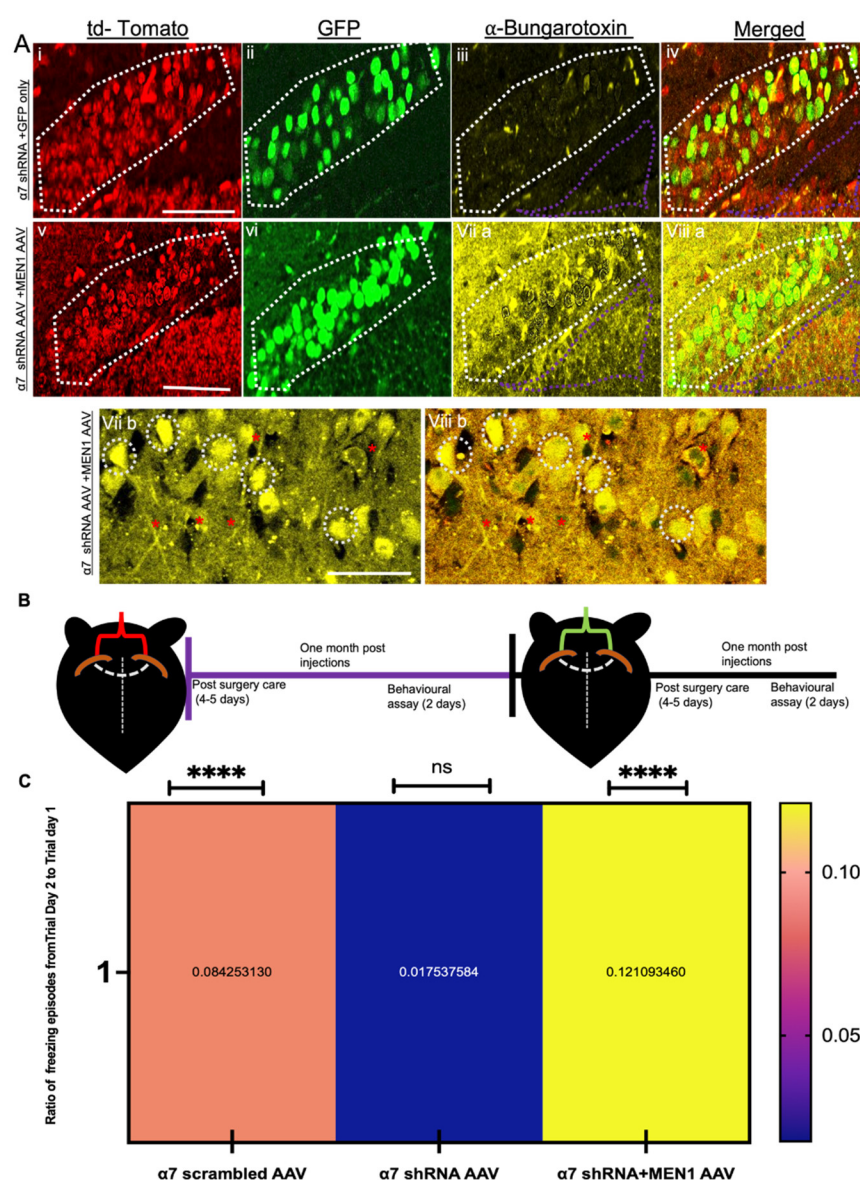 A
td- Tomato
GFP
α-Bungarotoxin
Merged
α7 shRNA +GFP only
i
ii
iii
iv
α7 shRNA AAV +MEN1 AAV
v
vi
Vii a
Viii a
α7 shRNA AAV +MEN1 AAV
Vii b
Viii b
* * * * *
* * * * *
B
One month post
injections
Post surgery care
(4-5 days)
Behavioural
assay (2 days)
One month post
injections
Post surgery care
(4-5 days)
Behavioural
assay (2 days)
C
****
ns
****
Ratio of freezing episodes fromTrial Day 2 to Trial day 1
1
0.084253130
0.017537584
0.121093460
0.10
0.05
α7 scrambled AAV
α7 shRNA AAV
α7 shRNA+MEN1 AAV